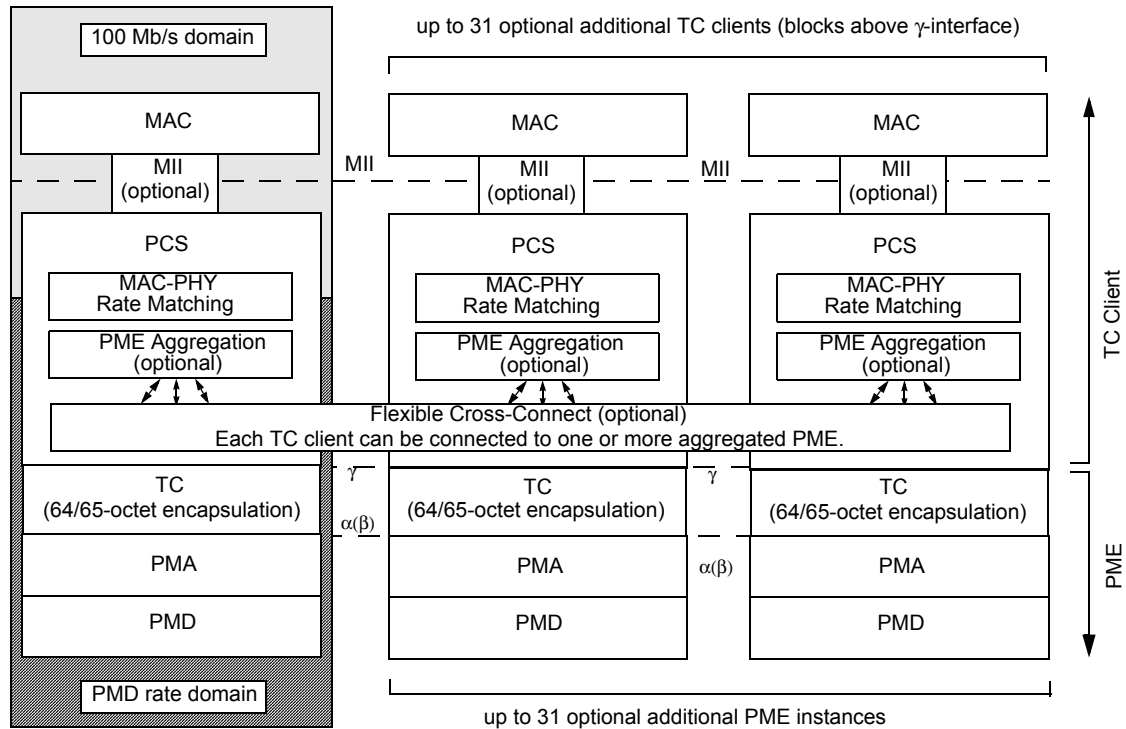 100 Mb/s domain
up to 31 optional additional TC clients (blocks above γ-interface)
MAC
MAC
MAC
MII
(optional)
MII
MII
(optional)
MII
MII
(optional)
PCS
PCS
PCS
MAC-PHY
Rate Matching
MAC-PHY
Rate Matching
MAC-PHY
Rate Matching
PME Aggregation
(optional)
PME Aggregation
(optional)
PME Aggregation
(optional)
TC Client
Flexible Cross-Connect (optional)
Each TC client can be connected to one or more aggregated PME.
γ
γ
TC
(64/65-octet encapsulation)
TC
(64/65-octet encapsulation)
TC
(64/65-octet encapsulation)
α(β)
α(β)
PMA
PMA
PMA
PME
PMD
PMD
PMD
PMD rate domain
up to 31 optional additional PME instances